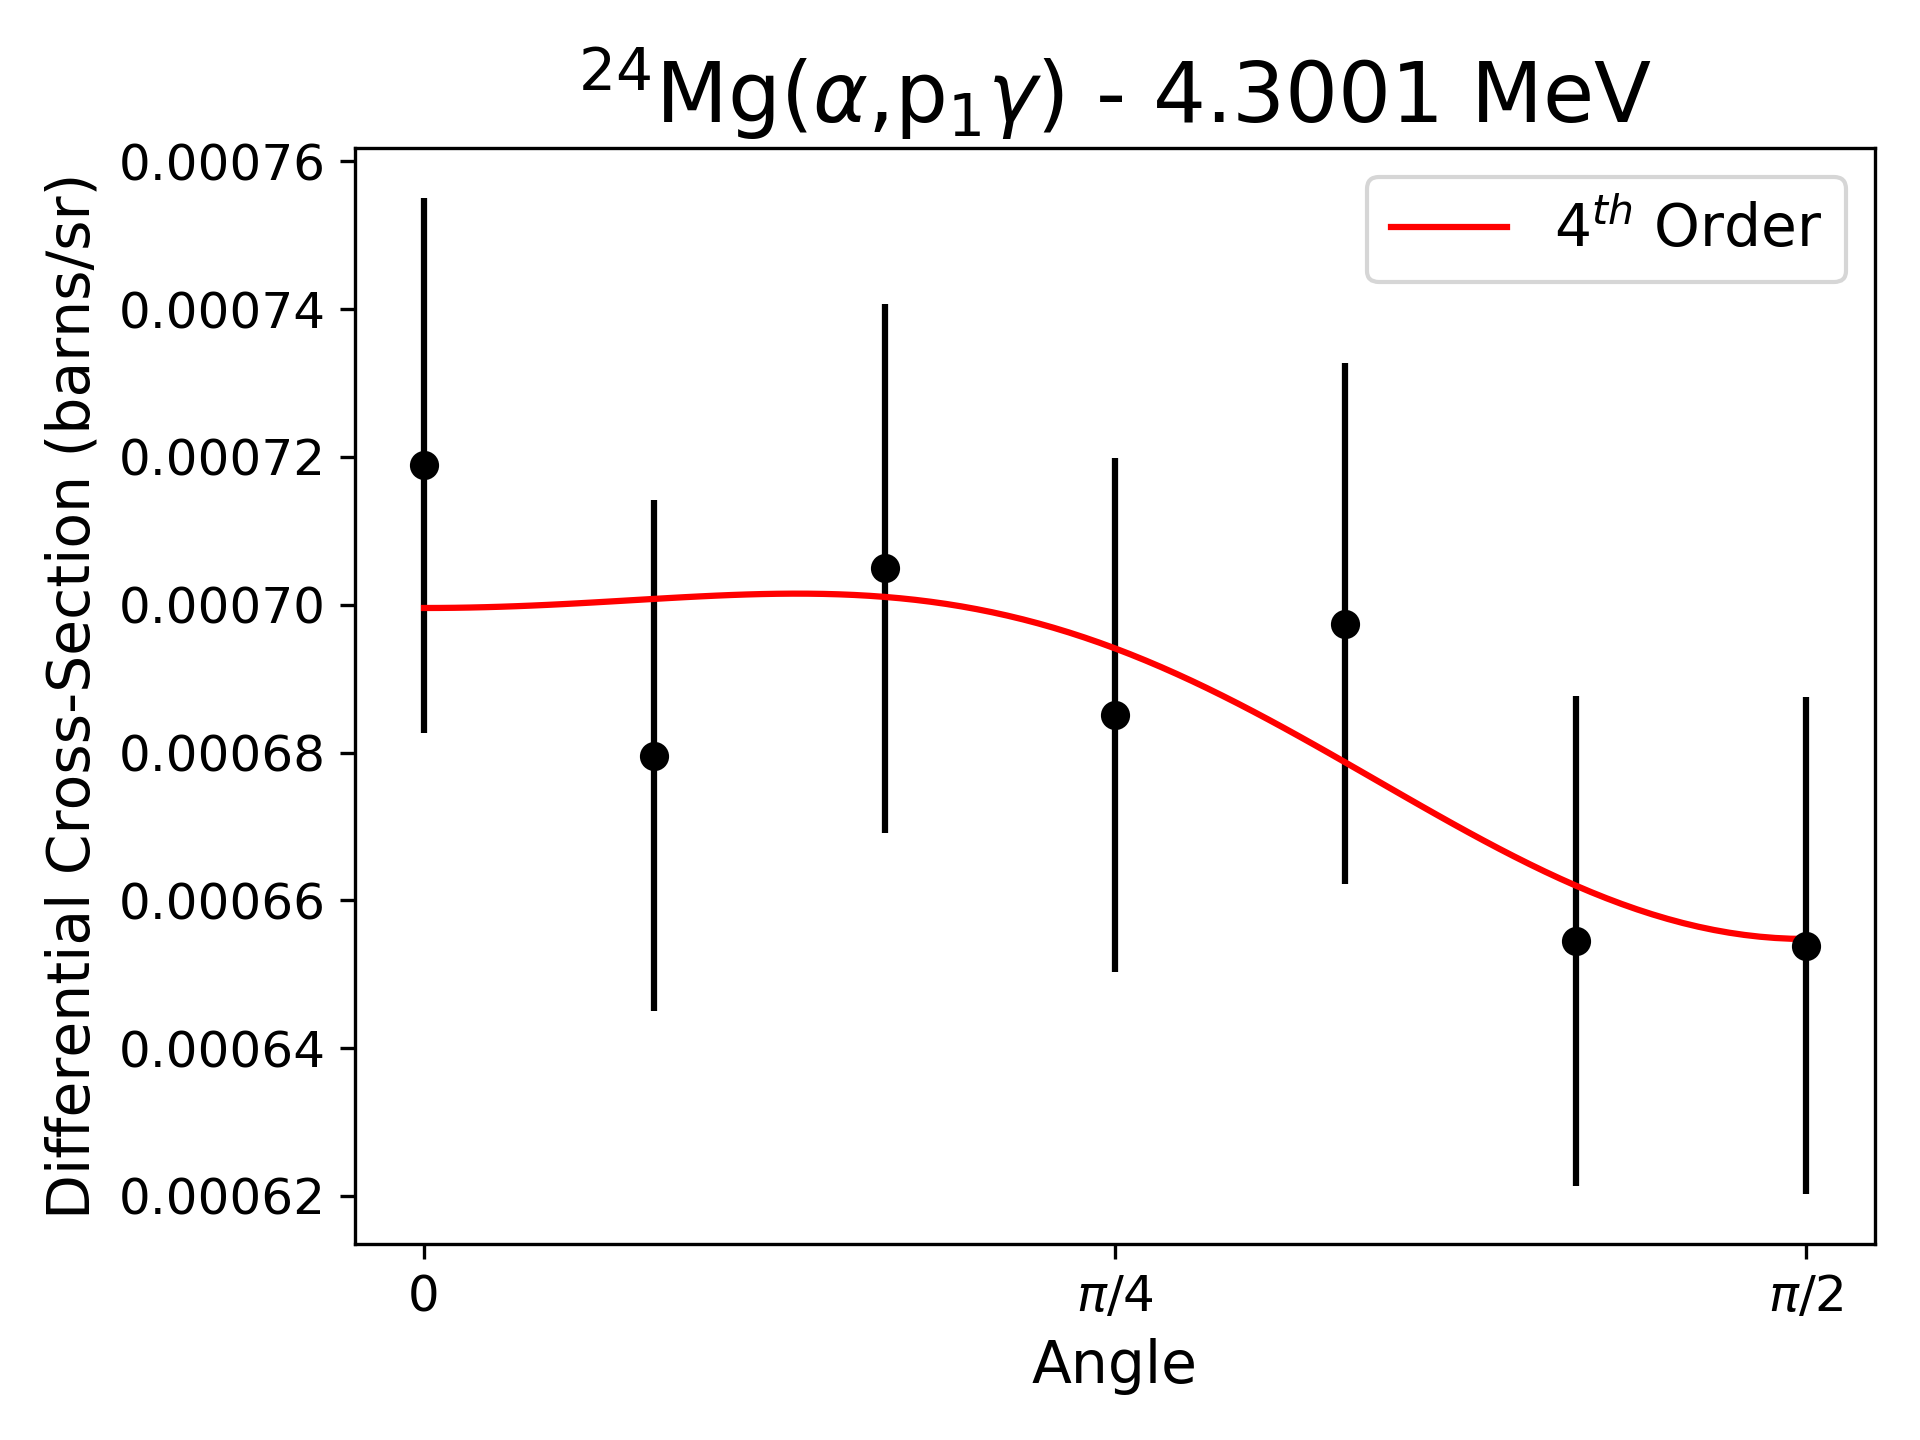 ²⁴Mg(α,p₁γ) - 4.3001 MeV
4ᵗʰ Order
Differential Cross-Section (barns/sr)
0.00076
0.00074
0.00072
0.00070
0.00068
0.00066
0.00064
0.00062
0 π/4 π/2
Angle